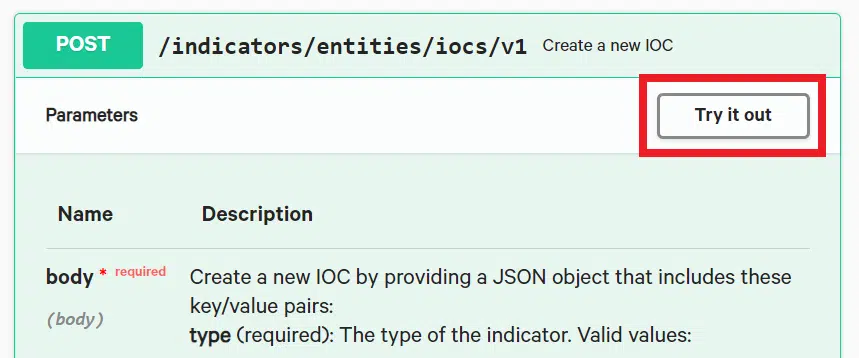 POST /indicators/entities/iocs/v1 Create a new IOC
Parameters Try it out
Name Description
body * required Create a new IOC by providing a JSON object that includes these
key/value pairs:
(body)
type (required): The type of the indicator. Valid values: